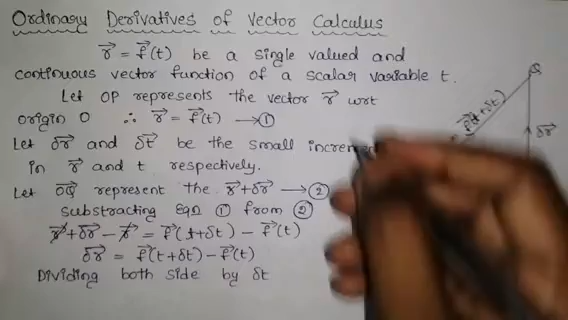 Ordinary Derivatives of Vector Calculus
r⃗ = f⃗(t) be a single valued and
continuous vector function of a scalar variable t.
Let OP represents the vector r⃗ wrt
origin O ∴ r⃗ = f⃗(t) → ①
Let δr⃗ and δt⃗ be the small
in r⃗ and t respectively.
Let OQ⃗ represent the r⃗+δr⃗ → ②
Substracting Eqn ① from ②
r⃗+δr⃗-r⃗ = f⃗(t+δt) - f⃗(t)
δr⃗ = f⃗(t+δt)-f⃗(t)
Dividing both side by δt
Q
f⃗(t+δt)
δr⃗